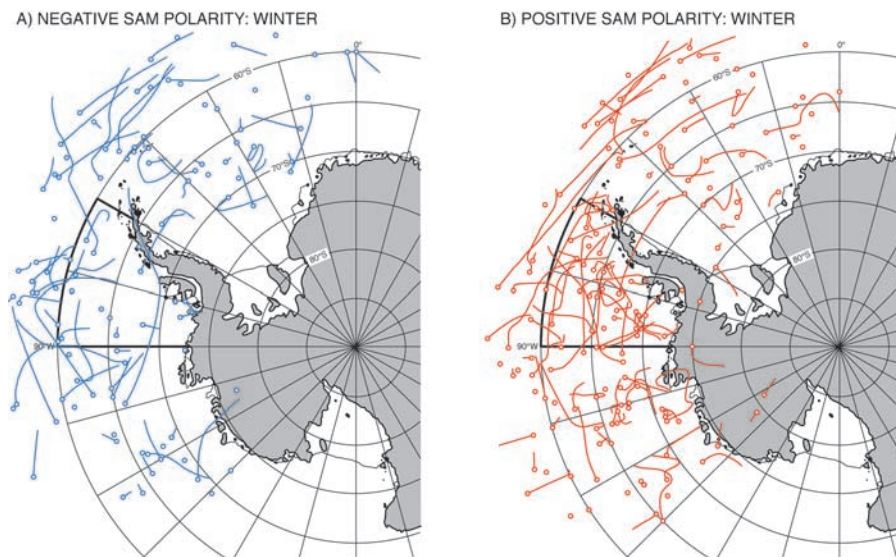 A) NEGATIVE SAM POLARITY: WINTER
0°
60°S
70°S
80°S
90°W
B) POSITIVE SAM POLARITY: WINTER
0°
60°S
70°S
80°S
90°W